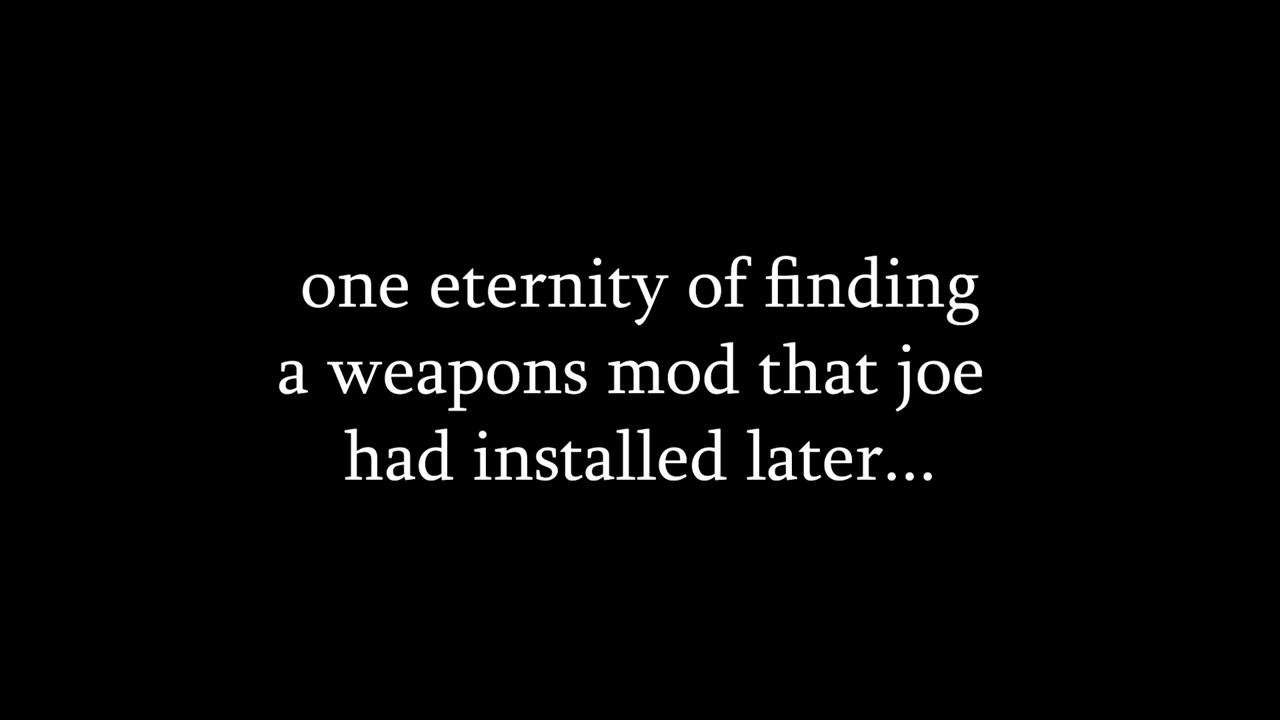 one eternity of finding
a weapons mod that joe
had installed later...